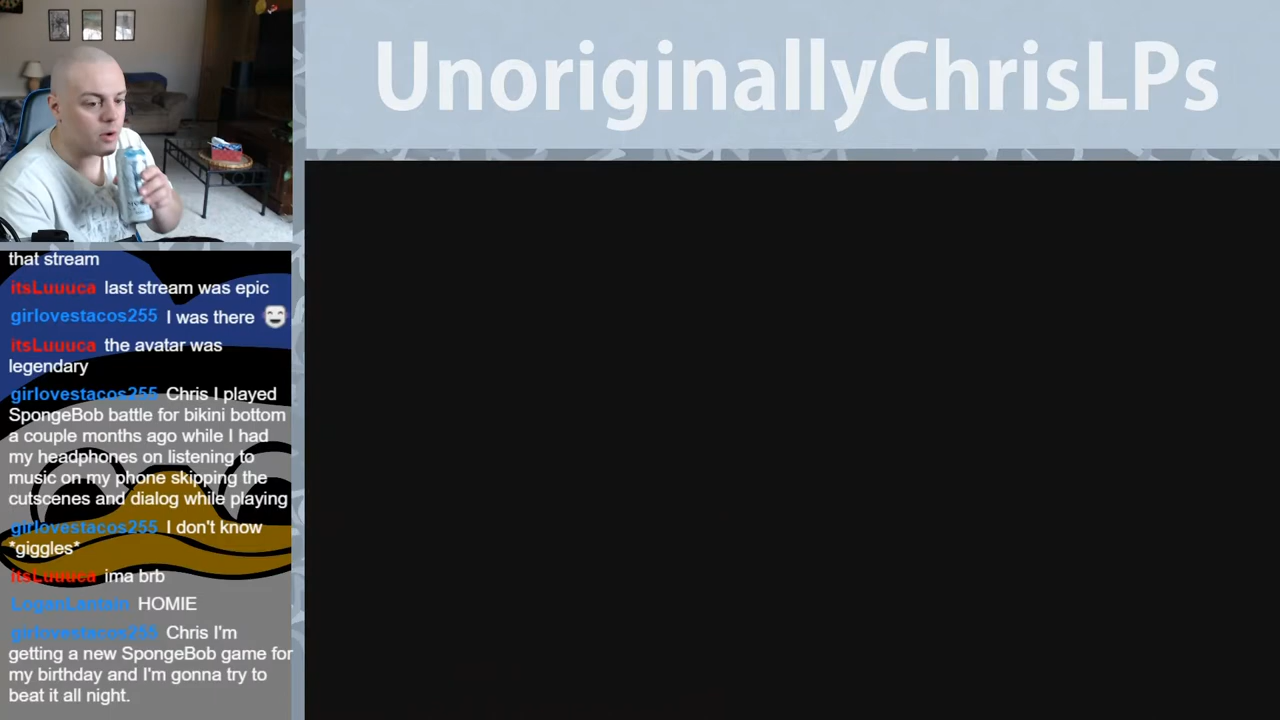 UnoriginallyChrisLPs
that stream
itsLuuuca last stream was epic
girlovestacos255 I was there
itsLuuuca the avatar was
legendary
girlovestacos255 Chris I played
SpongeBob battle for bikini bottom
a couple months ago while I had
my headphones on listening to
music on my phone skipping the
cutscenes and dialog while playing
girlovestacos255 I don't know
*giggles*
itsLuuuca ima brb
LoganLantain HOMIE
girlovestacos255 Chris I'm
getting a new SpongeBob game for
my birthday and I'm gonna try to
beat it all night.